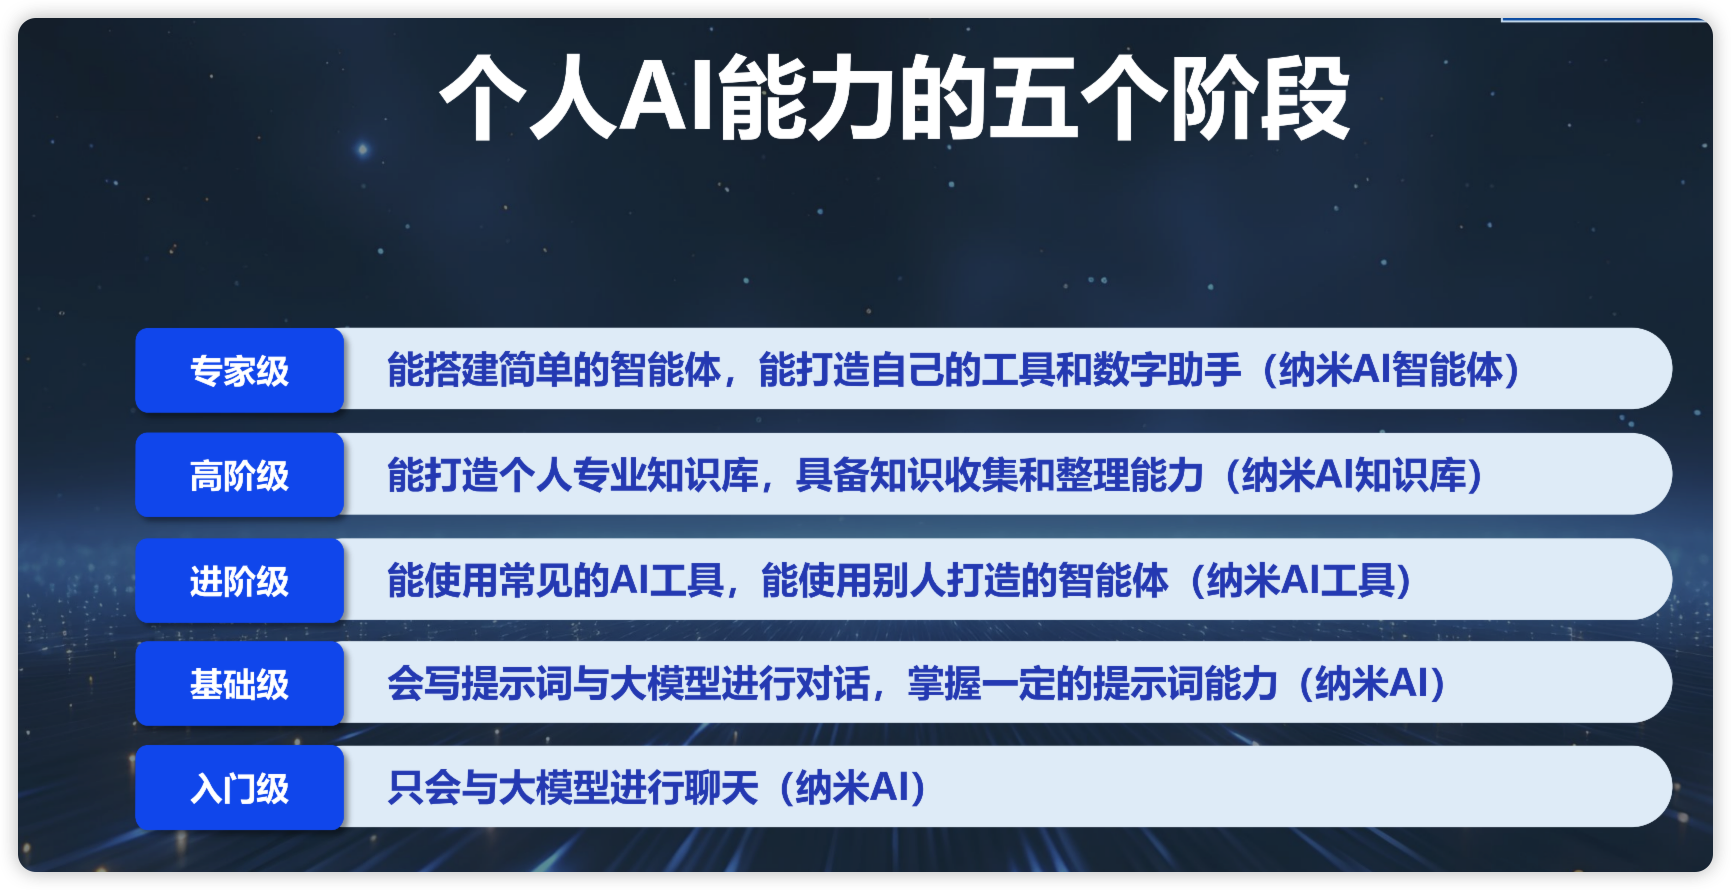 个人AI能力的五个阶段
专家级
能搭建简单的智能体，能打造自己的工具和数字助手（纳米AI智能体）
高阶级
能打造个人专业知识库，具备知识收集和整理能力（纳米AI知识库）
进阶级
能使用常见的AI工具，能使用别人打造的智能体（纳米AI工具）
基础级
会写提示词与大模型进行对话，掌握一定的提示词能力（纳米AI）
入门级
只会与大模型进行聊天（纳米AI）